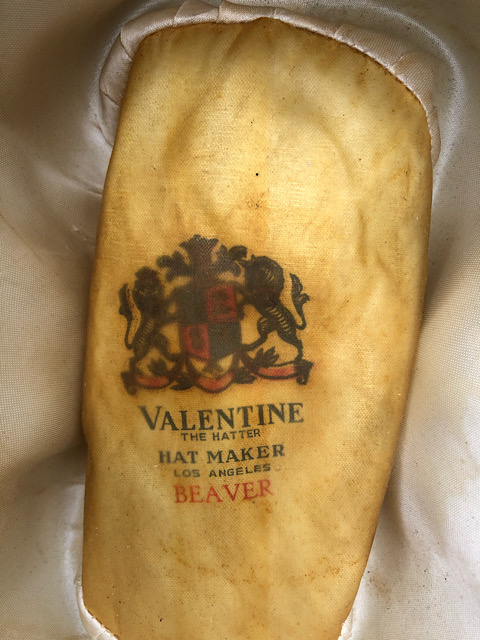 VALENTINE
THE HATTER
HAT MAKER
LOS ANGELES
BEAVER